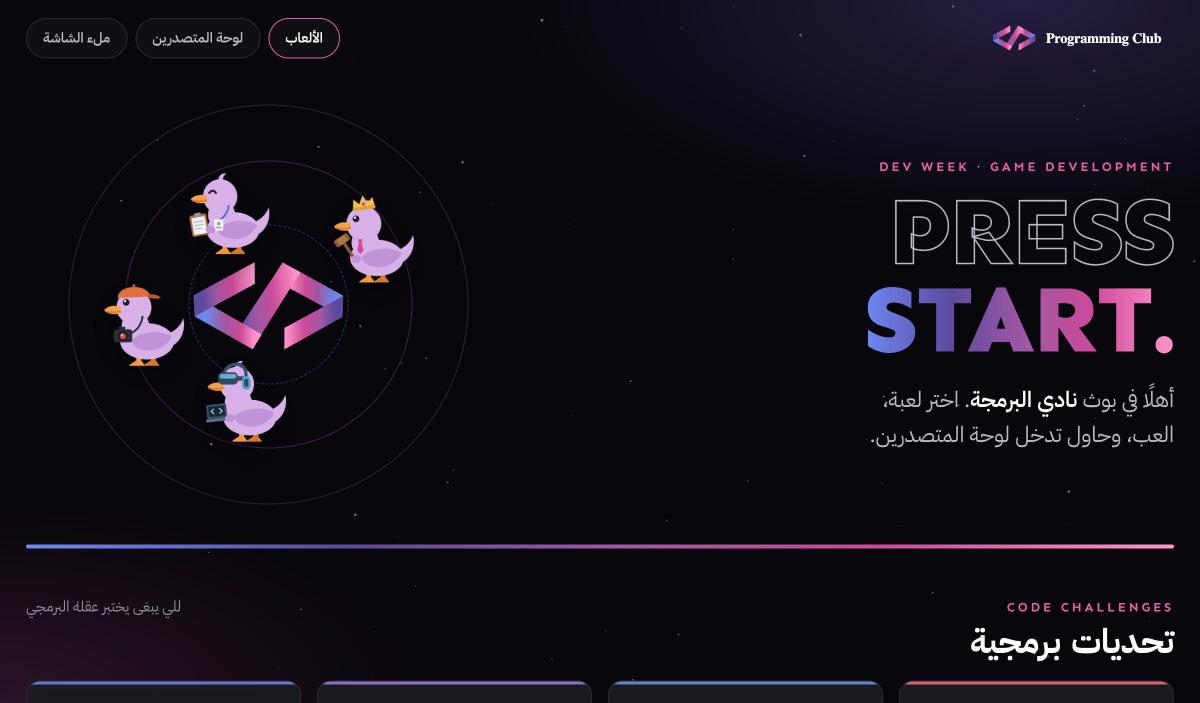 Programming Club
الألعاب
لوحة المتصدرين
ملء الشاشة
DEV WEEK · GAME DEVELOPMENT
PRESS
START.
أهلًا في بوث نادي البرمجة. اختر لعبة،
العب، وحاول تدخل لوحة المتصدرين.
CODE CHALLENGES
تحديات برمجية
للي يبغى يختبر عقلة البرمجي